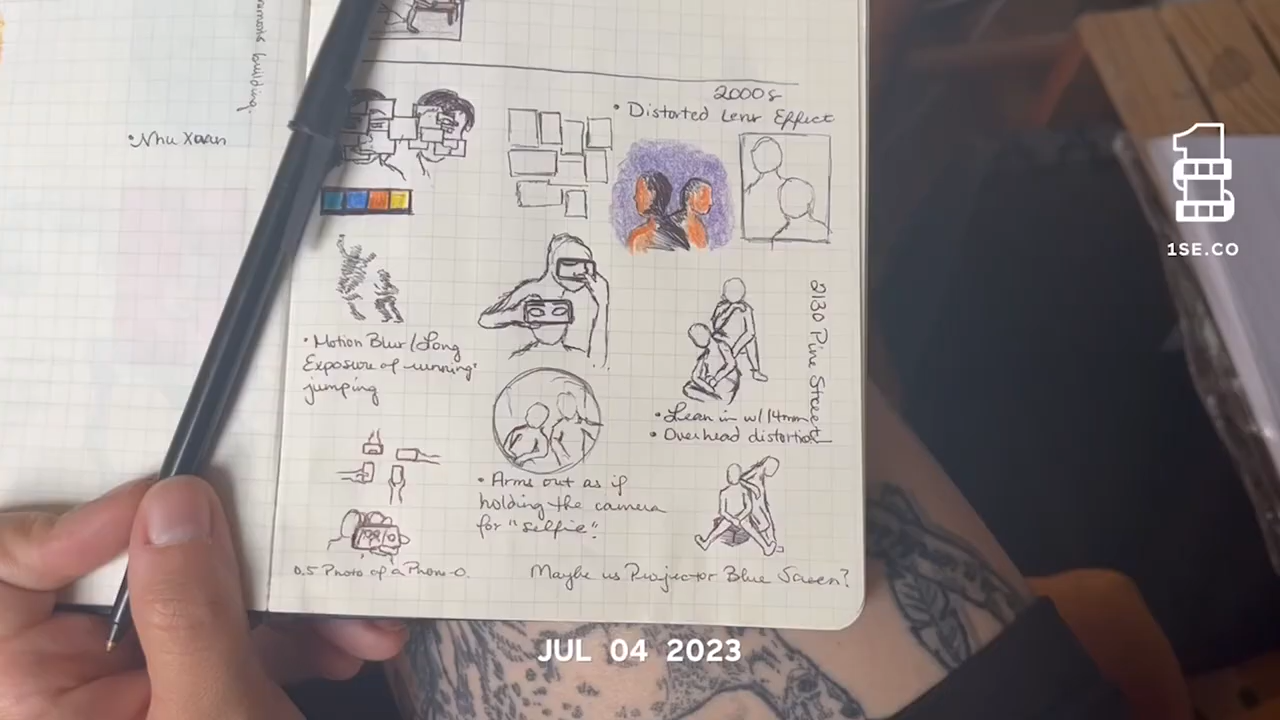 mmons building.
• Nhu Xuan
2000s
• Distorted Lens Effect
• Motion Blur / Long
Exposure of running
jumping
2130 Pine Street
• Lean in w/ 14mm
• Overhead distortion
• Arms out as if
holding the camera
for "selfie".
0.5 Photo of a Phone
Maybe us Projector Blue Screen?
1SE.CO
JUL 04 2023